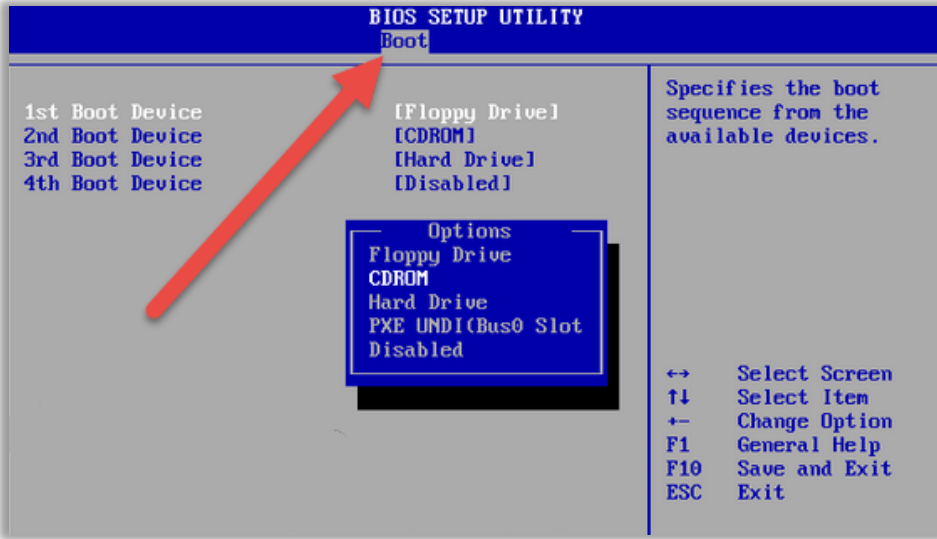 BIOS SETUP UTILITY
Boot
1st Boot Device [Floppy Drive]
2nd Boot Device [CDROM]
3rd Boot Device [Hard Drive]
4th Boot Device [Disabled]
Options
Floppy Drive
CDROM
Hard Drive
PXE UNDI(Bus0 Slot
Disabled
Specifies the boot
sequence from the
available devices.
←→ Select Screen
↑↓ Select Item
+- Change Option
F1 General Help
F10 Save and Exit
ESC Exit